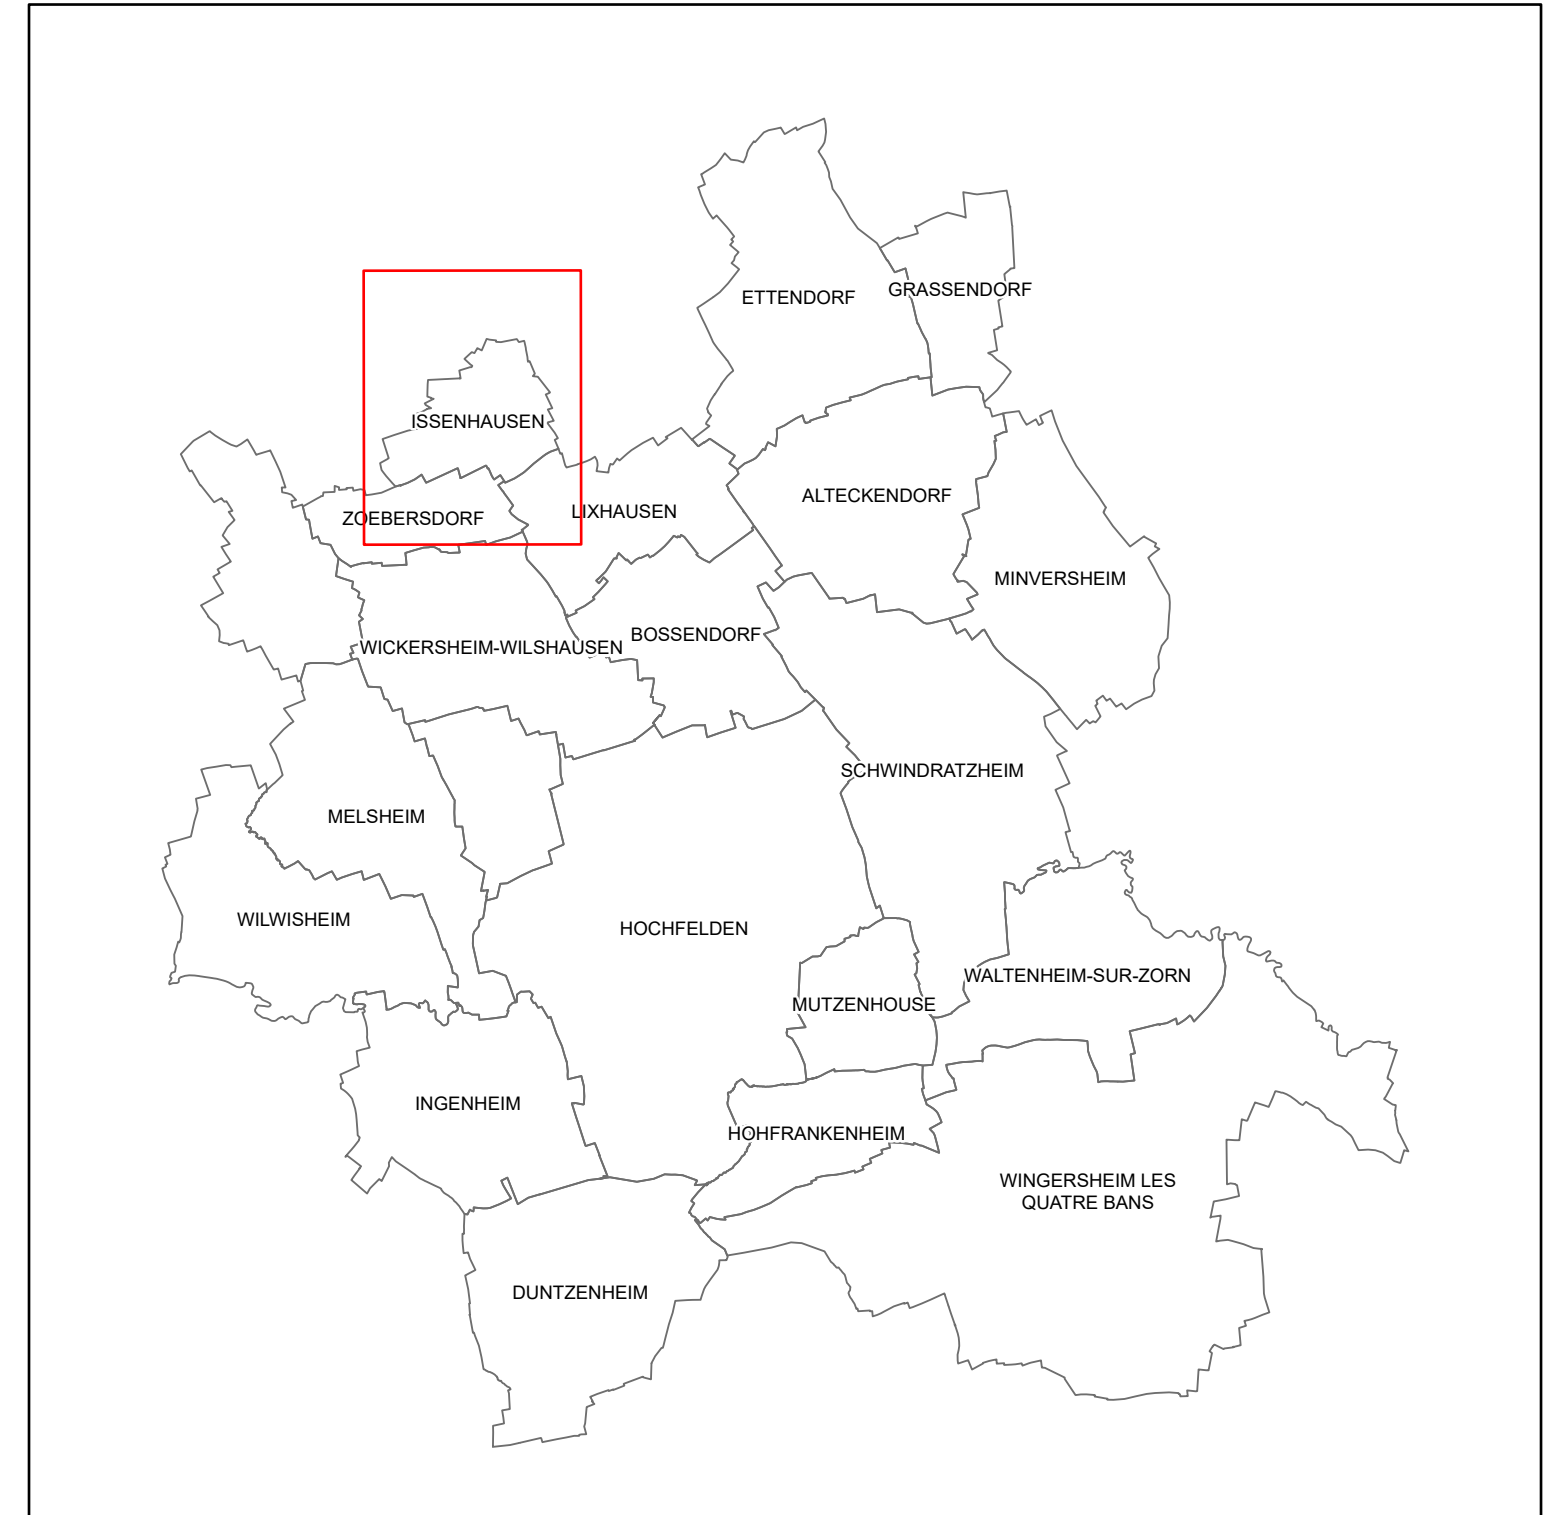 GRASSENDORF
ETTENDORF
ISSENHAUSEN
ALTECKENDORF
LIXHAUSEN
ZOEBERSDORF
MINVERSHEIM
BOSSENDORF
WICKERSHEIM-WILSHAUSEN
SCHWINDRATZHEIM
MELSHEIM
WILWISHEIM
HOCHFELDEN
WALTENHEIM-SUR-ZORN
MUTZENHOUSE
INGENHEIM
HOHFRANKENHEIM
WINGERSHEIM LES
QUATRE BANS
DUNTZENHEIM